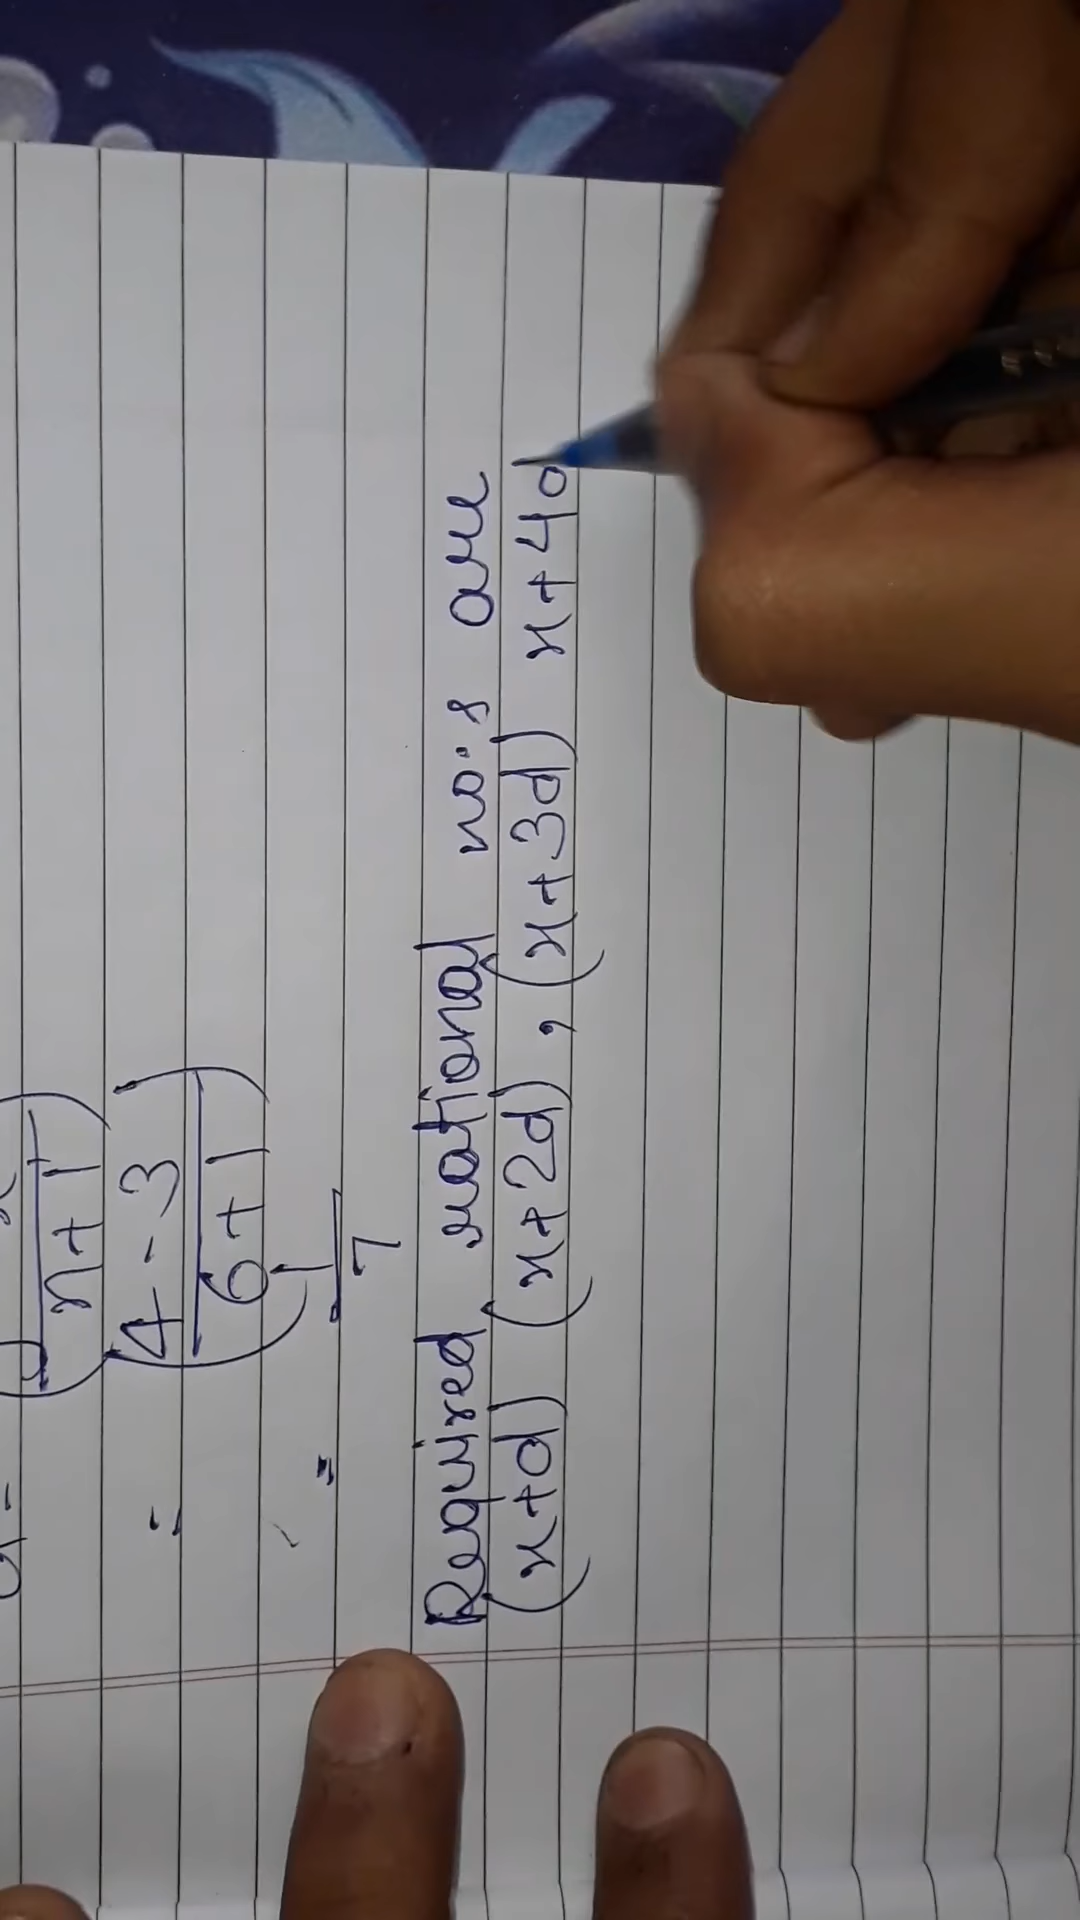 d =
n+1
= (4-3
6+1)
= 1
7
Required rational no.s are
(x+d) (x+2d), (x+3d) x+4d